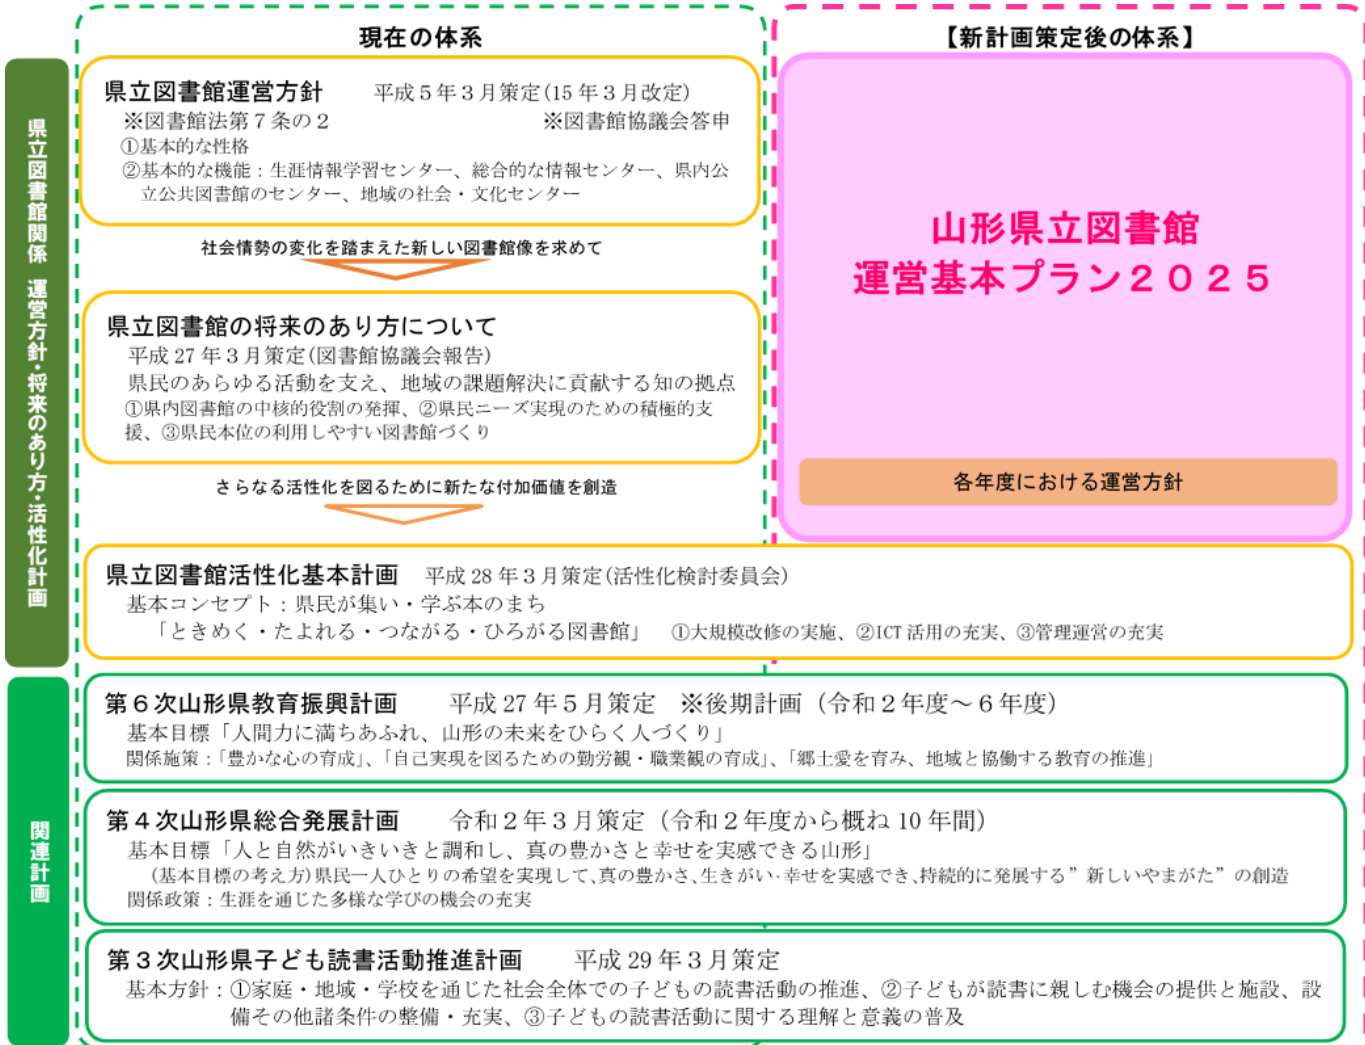 現在の体系
【新計画策定後の体系】
県立図書館関係 運営方針・将来のあり方・活性化計画
県立図書館運営方針 平成5年3月策定(15年3月改定)
※図書館法第7条の2 ※図書館協議会答申
①基本的な性格
②基本的な機能：生涯情報学習センター、総合的な情報センター、県内公
立公共図書館のセンター、地域の社会・文化センター
社会情勢の変化を踏まえた新しい図書館像を求めて
県立図書館の将来のあり方について
平成27年3月策定(図書館協議会報告)
県民のあらゆる活動を支え、地域の課題解決に貢献する知の拠点
①県内図書館の中核的役割の発揮、②県民ニーズ実現のための積極的支
援、③県民本位の利用しやすい図書館づくり
さらなる活性化を図るために新たな付加価値を創造
山形県立図書館
運営基本プラン２０２５
各年度における運営方針
県立図書館活性化基本計画 平成28年3月策定(活性化検討委員会)
基本コンセプト：県民が集い・学ぶ本のまち
「ときめく・たよれる・つながる・ひろがる図書館」 ①大規模改修の実施、②ICT活用の充実、③管理運営の充実
関連計画
第６次山形県教育振興計画 平成27年5月策定 ※後期計画（令和2年度～6年度）
基本目標「人間力に満ちあふれ、山形の未来をひらく人づくり」
関係施策：「豊かな心の育成」、「自己実現を図るための勤労観・職業観の育成」、「郷土愛を育み、地域と協働する教育の推進」
第４次山形県総合発展計画 令和2年3月策定（令和2年度から概ね10年間）
基本目標「人と自然がいきいきと調和し、真の豊かさと幸せを実感できる山形」
(基本目標の考え方)県民一人ひとりの希望を実現して、真の豊かさ、生きがい・幸せを実感でき、持続的に発展する”新しいやまがた”の創造
関係政策：生涯を通じた多様な学びの機会の充実
第３次山形県子ども読書活動推進計画 平成29年3月策定
基本方針：①家庭・地域・学校を通じた社会全体での子どもの読書活動の推進、②子どもが読書に親しむ機会の提供と施設、設
備その他諸条件の整備・充実、③子どもの読書活動に関する理解と意義の普及